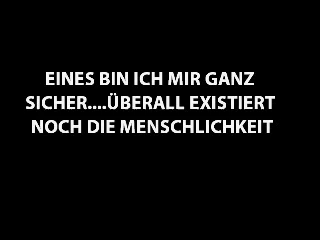 EINES BIN ICH MIR GANZ
SICHER....ÜBERALL EXISTIERT
NOCH DIE MENSCHLICHKEIT